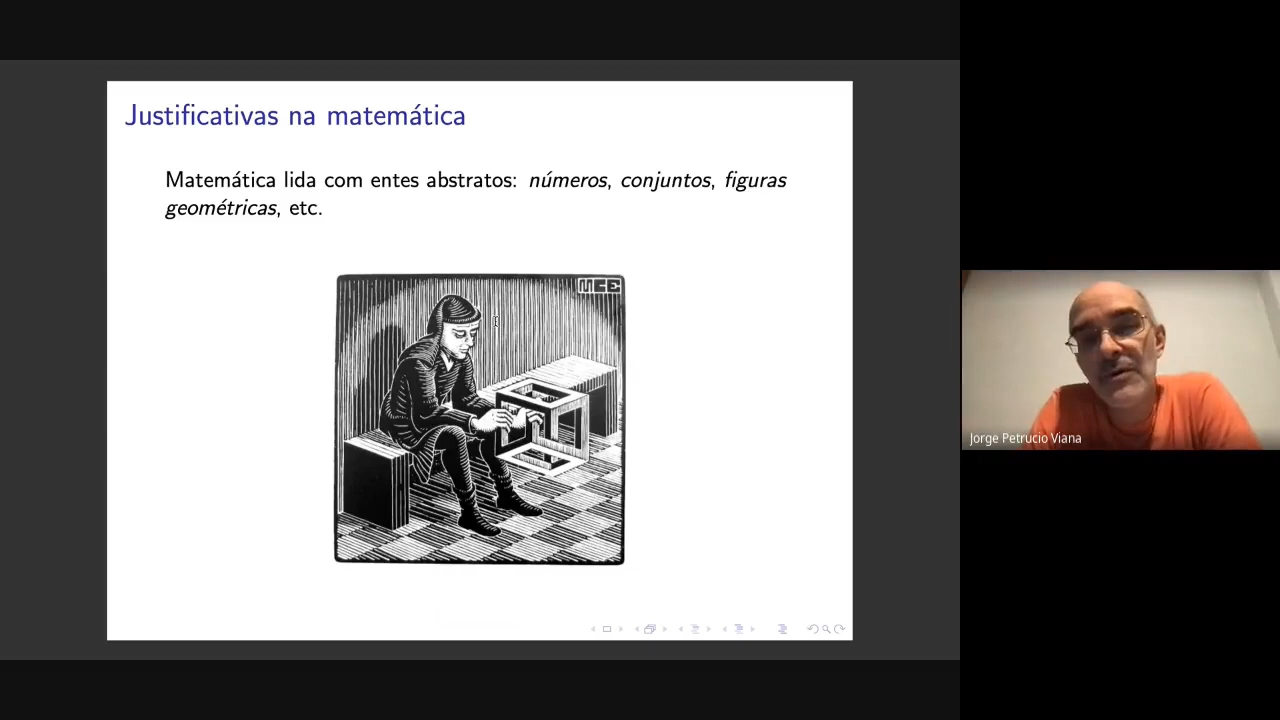 Justificativas na matemática
Matemática lida com entes abstratos: números, conjuntos, figuras
geométricas, etc.
MCE
Jorge Petrucio Viana